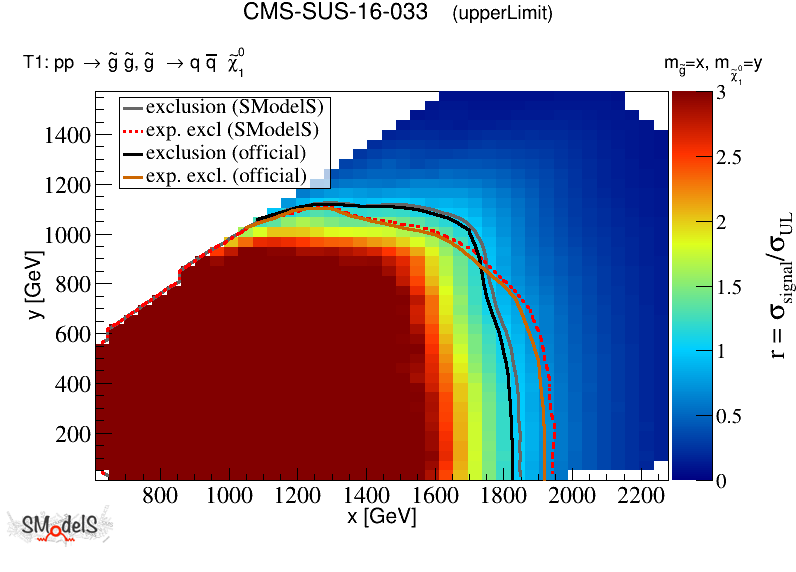 CMS-SUS-16-033 (upperLimit)
T1: pp → g̃ g̃, g̃ → q q̅ χ̃₁⁰
m_g̃=x, m_χ̃₁⁰=y
exclusion (SModelS)
exp. excl (SModelS)
exclusion (official)
exp. excl. (official)
1400
1200
1000
800
600
400
200
y [GeV]
800 1000 1200 1400 1600 1800 2000 2200
x [GeV]
3
2.5
2
1.5
1
0.5
0
r = σ_signal/σ_UL
SModelS